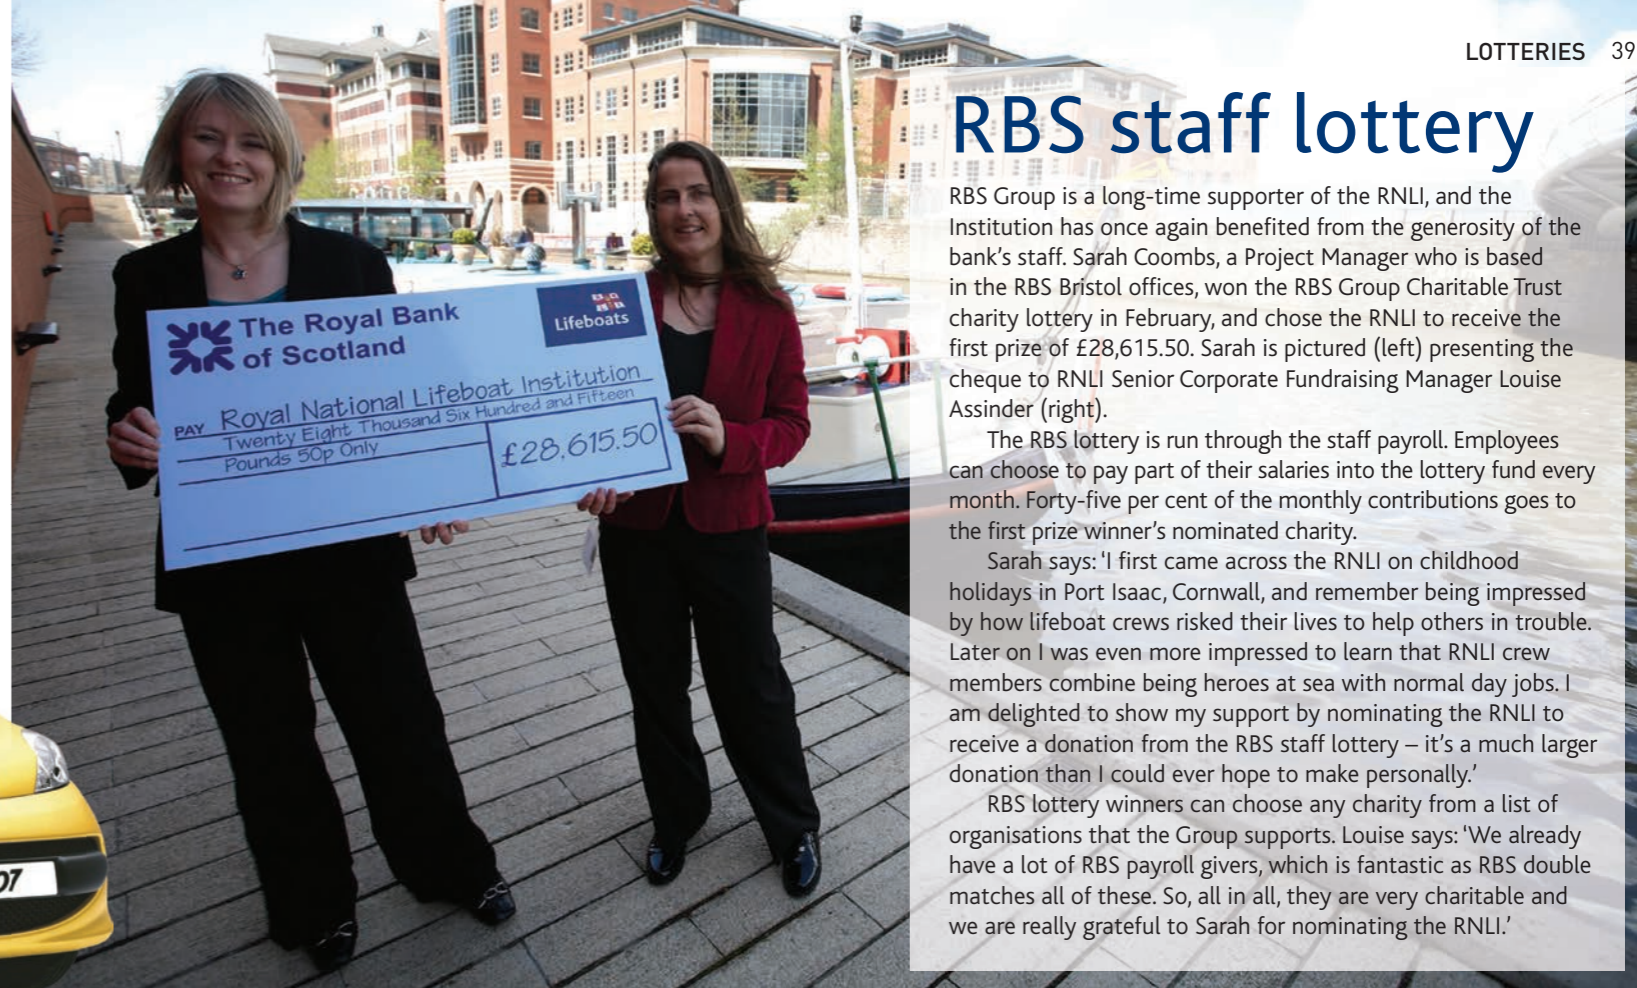 LOTTERIES 39
RBS staff lottery
RBS Group is a long-time supporter of the RNLI, and the
Institution has once again benefited from the generosity of the
bank's staff. Sarah Coombs, a Project Manager who is based
in the RBS Bristol offices, won the RBS Group Charitable Trust
charity lottery in February, and chose the RNLI to receive the
first prize of £28,615.50. Sarah is pictured (left) presenting the
cheque to RNLI Senior Corporate Fundraising Manager Louise
Assinder (right).
The RBS lottery is run through the staff payroll. Employees
can choose to pay part of their salaries into the lottery fund every
month. Forty-five per cent of the monthly contributions goes to
the first prize winner's nominated charity.
Sarah says: 'I first came across the RNLI on childhood
holidays in Port Isaac, Cornwall, and remember being impressed
by how lifeboat crews risked their lives to help others in trouble.
Later on I was even more impressed to learn that RNLI crew
members combine being heroes at sea with normal day jobs. I
am delighted to show my support by nominating the RNLI to
receive a donation from the RBS staff lottery – it's a much larger
donation than I could ever hope to make personally.'
RBS lottery winners can choose any charity from a list of
organisations that the Group supports. Louise says: 'We already
have a lot of RBS payroll givers, which is fantastic as RBS double
matches all of these. So, all in all, they are very charitable and
we are really grateful to Sarah for nominating the RNLI.'
The Royal Bank
of Scotland
Lifeboats
PAY Royal National Lifeboat Institution
Twenty Eight Thousand Six Hundred and Fifteen
Pounds 50p Only
£28,615.50
07